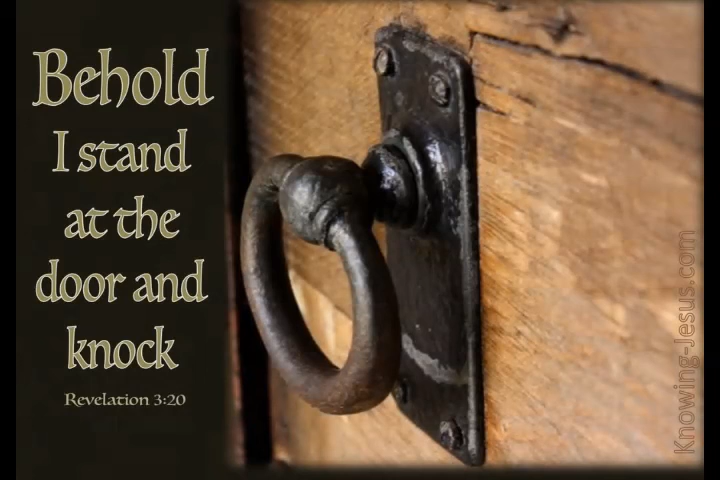 Behold
I stand
at the
door and
knock
Revelation 3:20
Knowing-Jesus.com